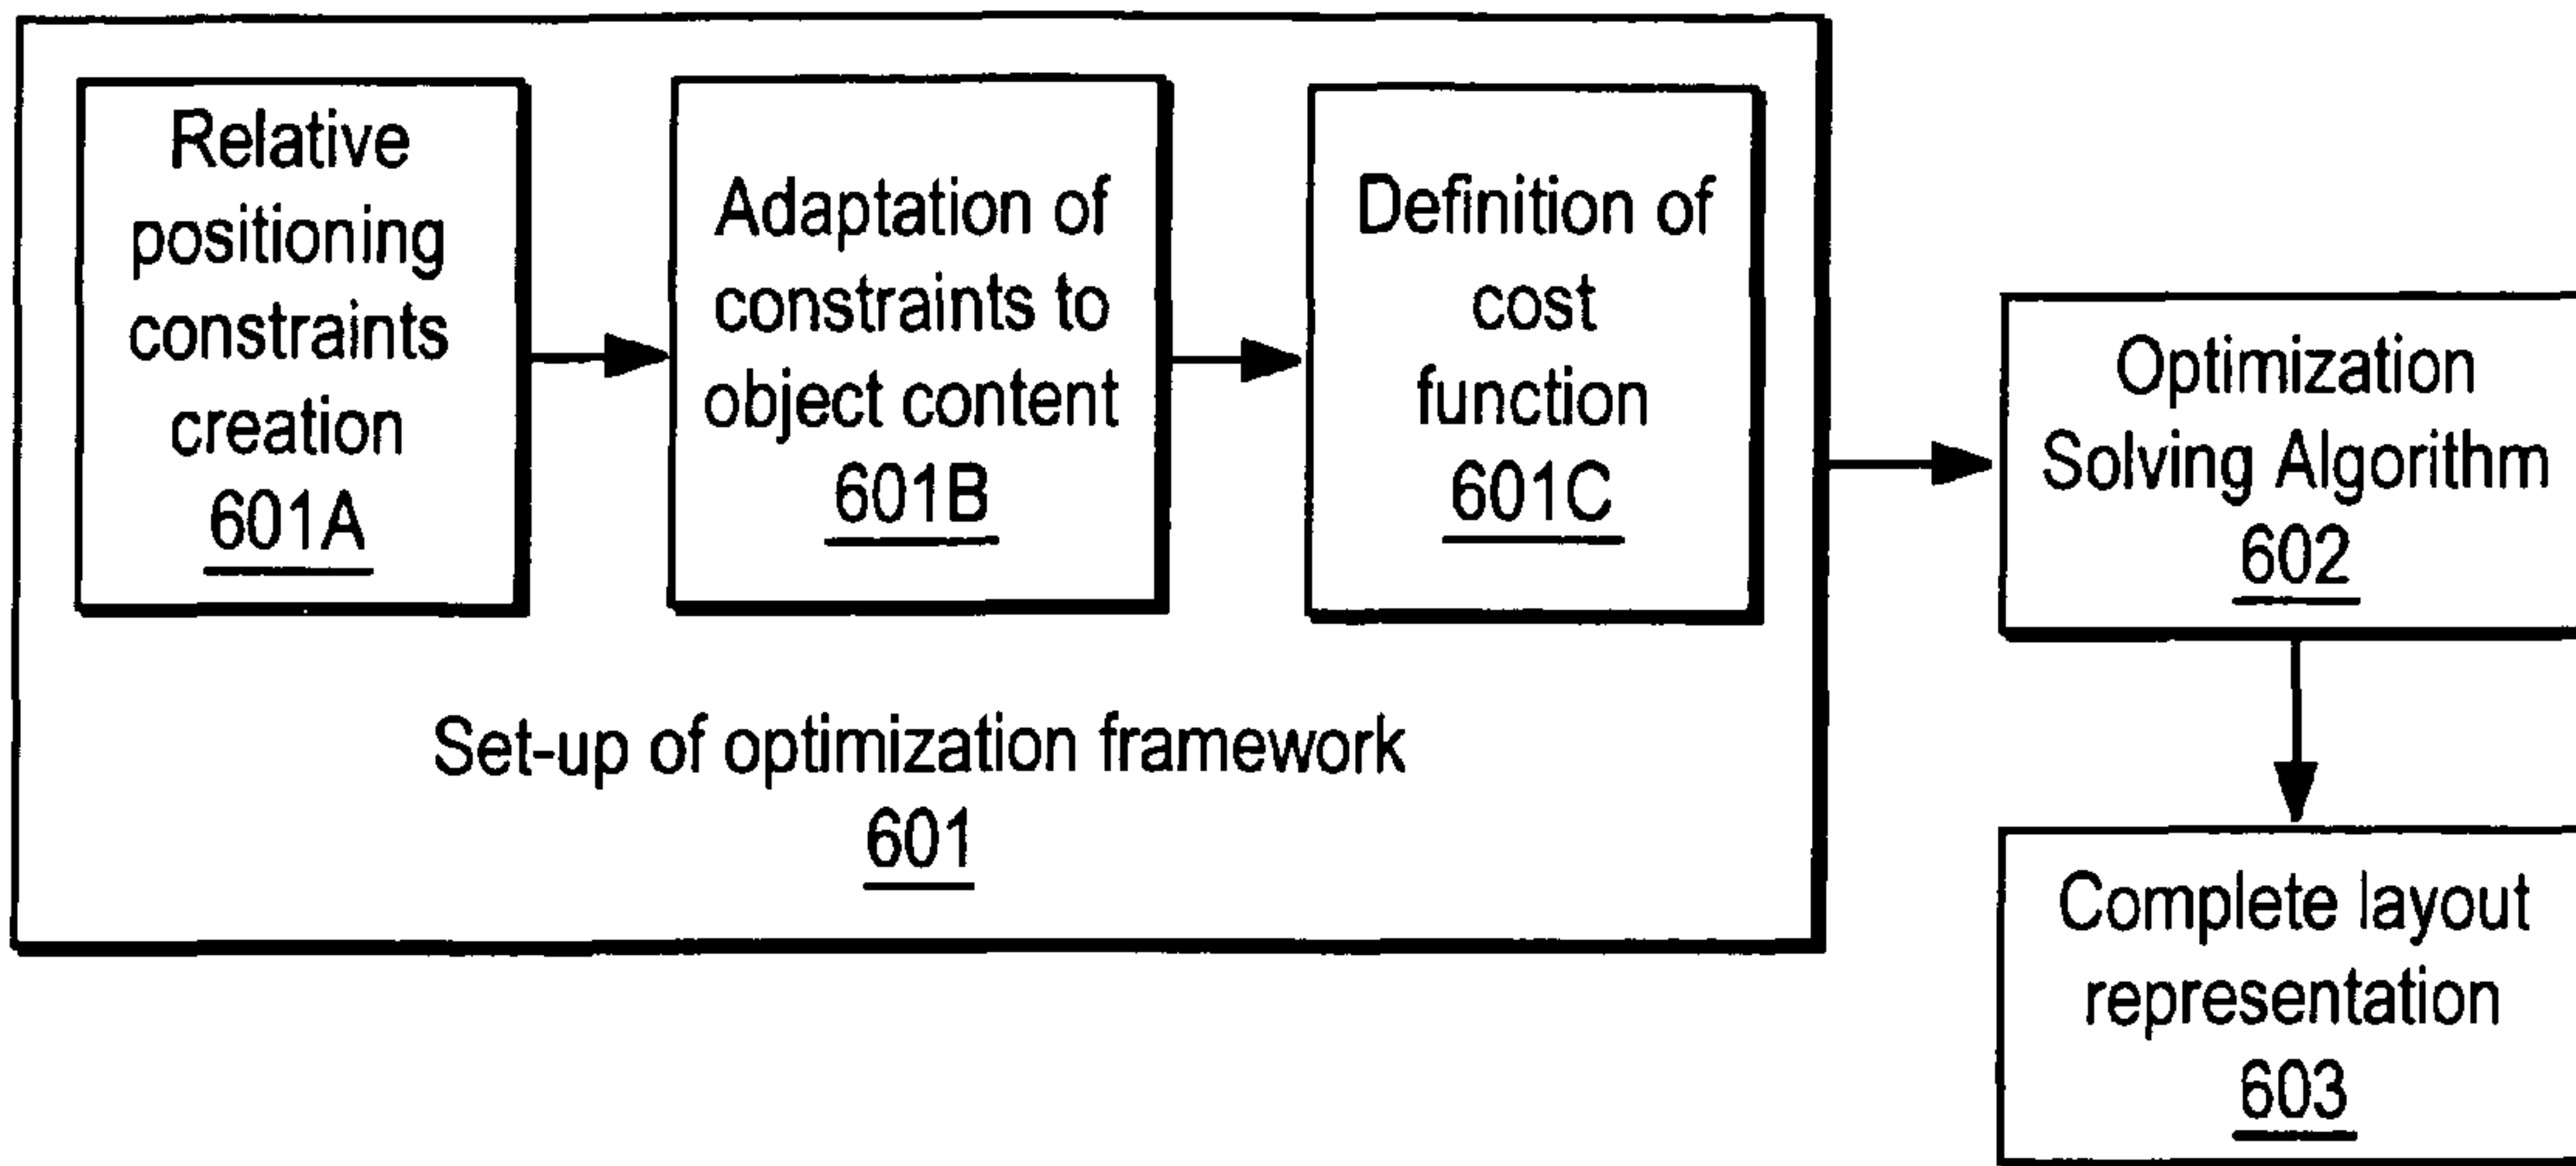 Relative
positioning
constraints
creation
601A
Adaptation of
constraints to
object content
601B
Definition of
cost
function
601C
Set-up of optimization framework
601
Optimization
Solving Algorithm
602
Complete layout
representation
603